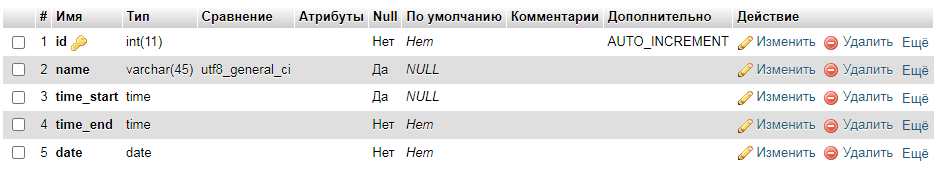 # Имя Тип Сравнение Атрибуты Null По умолчанию Комментарии Дополнительно Действие
1 id int(11) Нет Нет AUTO_INCREMENT Изменить Удалить Ещё
2 name varchar(45) utf8_general_ci Да NULL Изменить Удалить Ещё
3 time_start time Да NULL Изменить Удалить Ещё
4 time_end time Нет Нет Изменить Удалить Ещё
5 date date Нет Нет Изменить Удалить Ещё